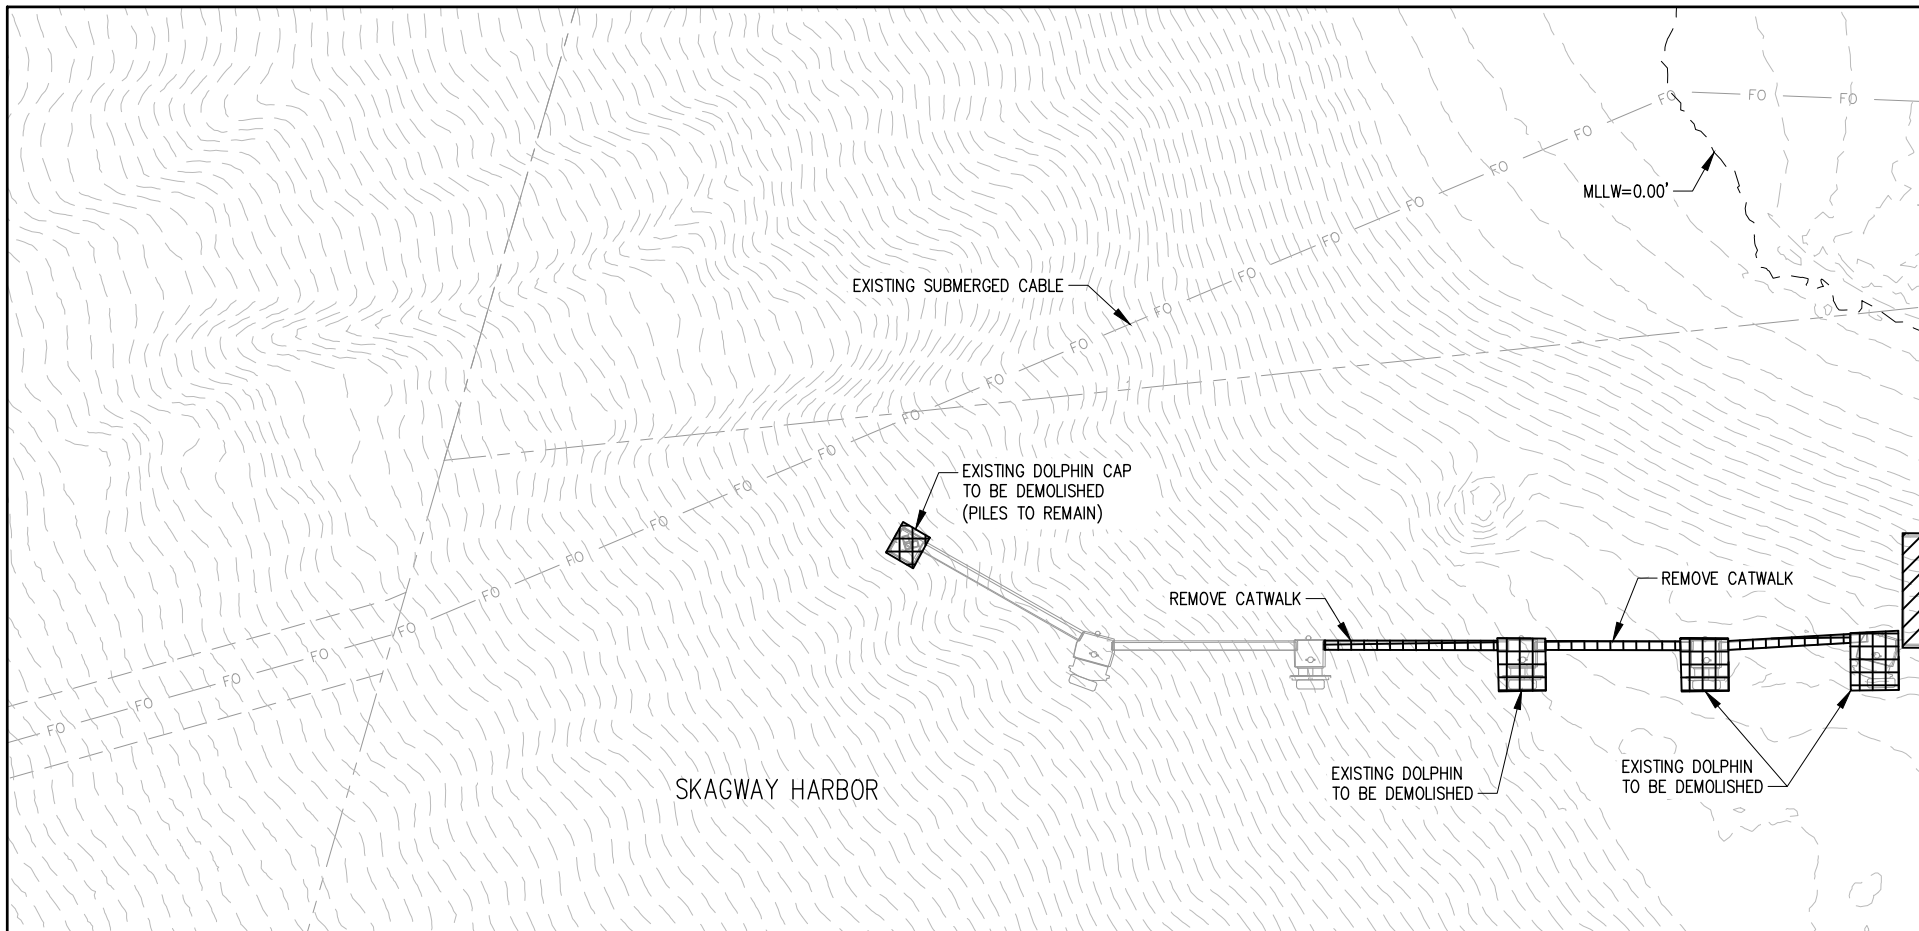 FO
FO
FO
FO
MLLW=0.00'
FO
FO
FO
FO
EXISTING SUBMERGED CABLE
FO
FO
FO
FO
FO
EXISTING DOLPHIN CAP
TO BE DEMOLISHED
(PILES TO REMAIN)
FO
FO
FO
FO
REMOVE CATWALK
REMOVE CATWALK
FO
FO
FO
FO
FO
EXISTING DOLPHIN
TO BE DEMOLISHED
EXISTING DOLPHIN
TO BE DEMOLISHED
SKAGWAY HARBOR